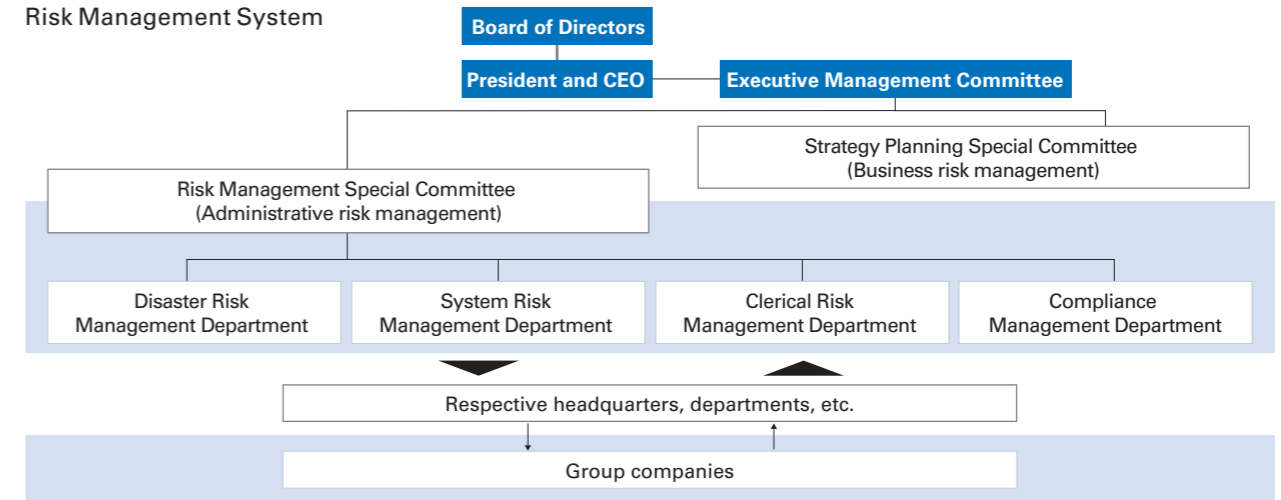 Risk Management System
Board of Directors
President and CEO
Executive Management Committee
Strategy Planning Special Committee
(Business risk management)
Risk Management Special Committee
(Administrative risk management)
Disaster Risk
Management Department
System Risk
Management Department
Clerical Risk
Management Department
Compliance
Management Department
Respective headquarters, departments, etc.
Group companies